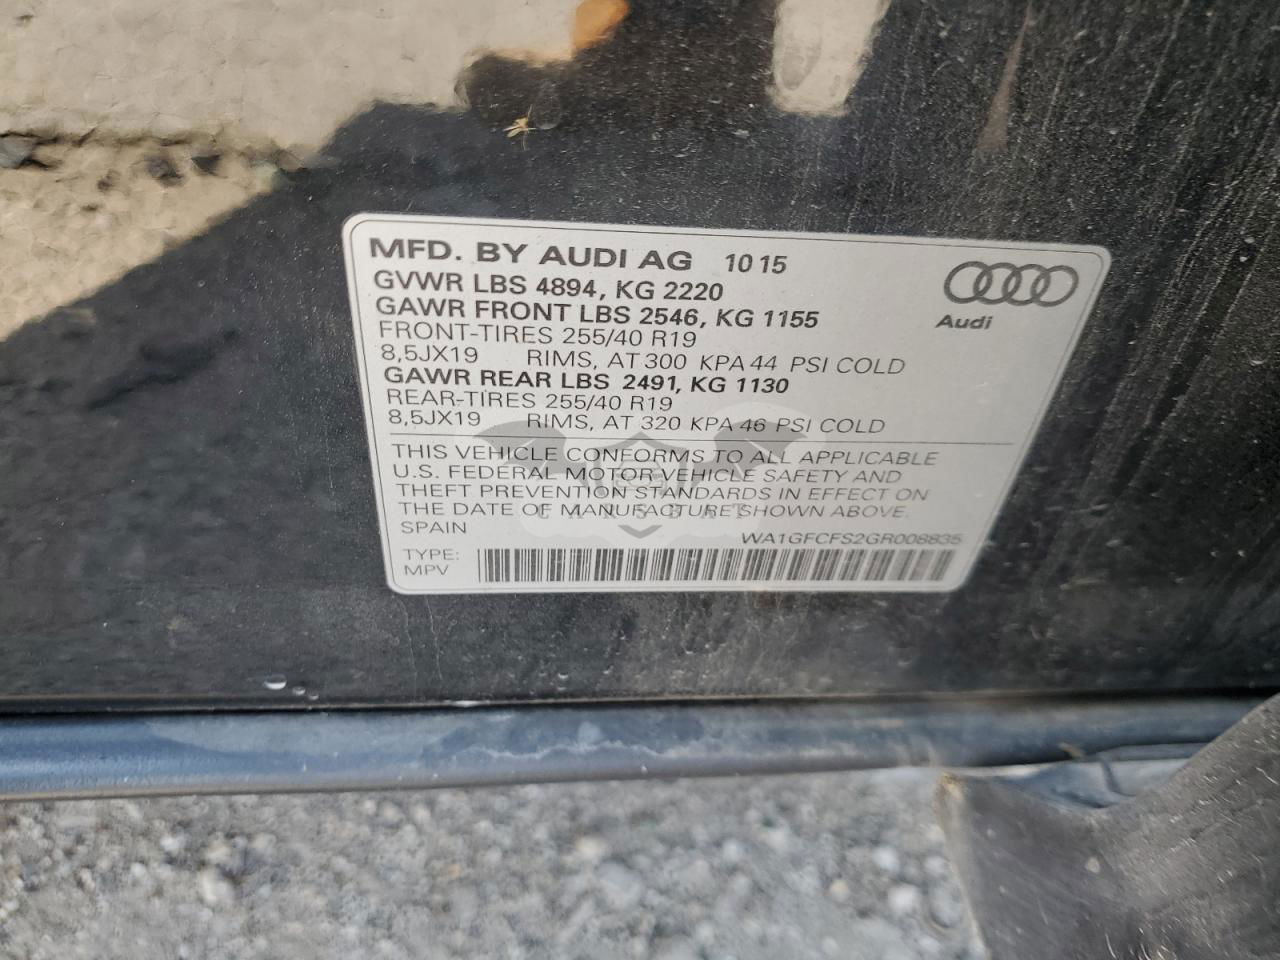 MFD. BY AUDI AG 10 15
GVWR LBS 4894, KG 2220
GAWR FRONT LBS 2546, KG 1155
FRONT-TIRES 255/40 R19
8,5JX19 RIMS, AT 300 KPA 44 PSI COLD
GAWR REAR LBS 2491, KG 1130
REAR-TIRES 255/40 R19
8,5JX19 RIMS, AT 320 KPA 46 PSI COLD
Audi
THIS VEHICLE CONFORMS TO ALL APPLICABLE
U.S. FEDERAL MOTOR VEHICLE SAFETY AND
THEFT PREVENTION STANDARDS IN EFFECT ON
THE DATE OF MANUFACTURE SHOWN ABOVE.
SPAIN
WA1GFCFS2GR008835
TYPE:
MPV
CARSBAT